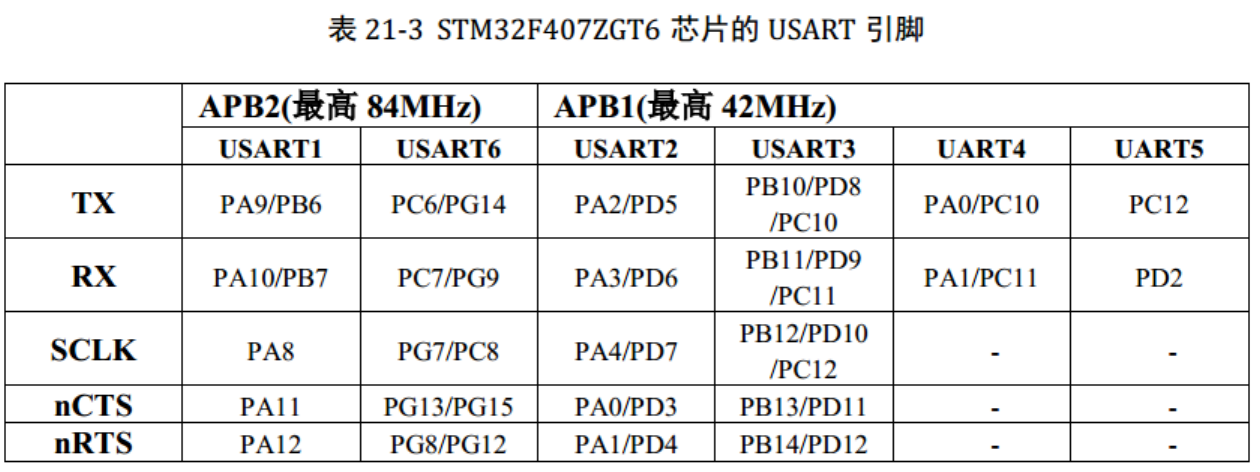 表 21-3 STM32F407ZGT6 芯片的 USART 引脚
APB2(最高 84MHz) APB1(最高 42MHz)
USART1 USART6 USART2 USART3 UART4 UART5
TX PA9/PB6 PC6/PG14 PA2/PD5 PB10/PD8 /PC10 PA0/PC10 PC12
RX PA10/PB7 PC7/PG9 PA3/PD6 PB11/PD9 /PC11 PA1/PC11 PD2
SCLK PA8 PG7/PC8 PA4/PD7 PB12/PD10 /PC12 - -
nCTS PA11 PG13/PG15 PA0/PD3 PB13/PD11 - -
nRTS PA12 PG8/PG12 PA1/PD4 PB14/PD12 - -